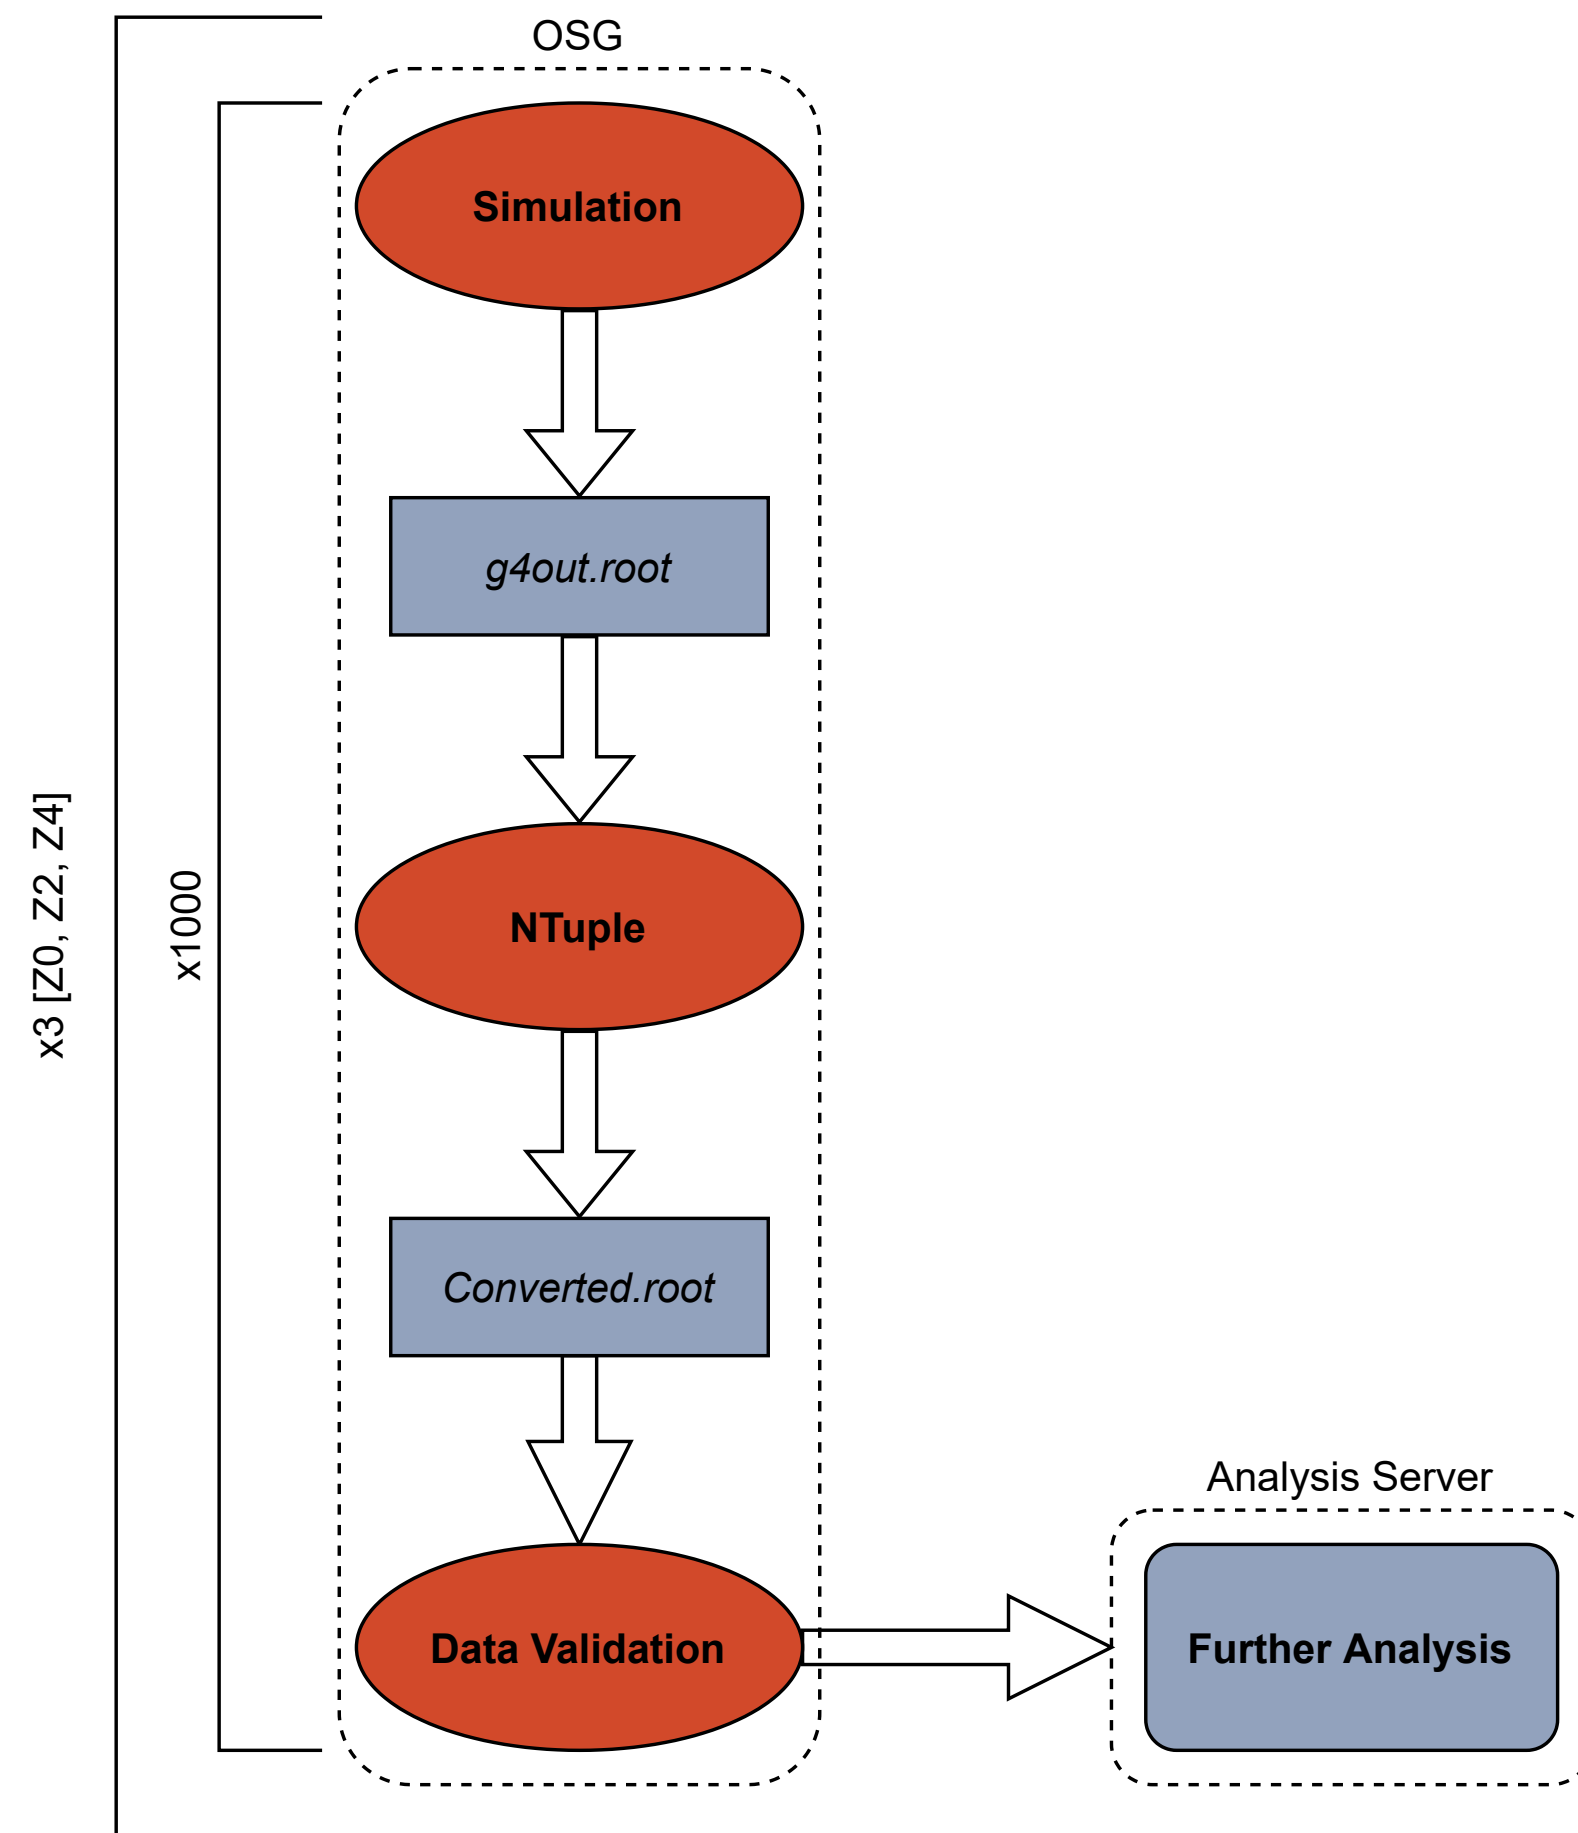 OSG
Simulation
g4out.root
x3 [Z0, Z2, Z4]
x1000
NTuple
Converted.root
Analysis Server
Data Validation
Further Analysis